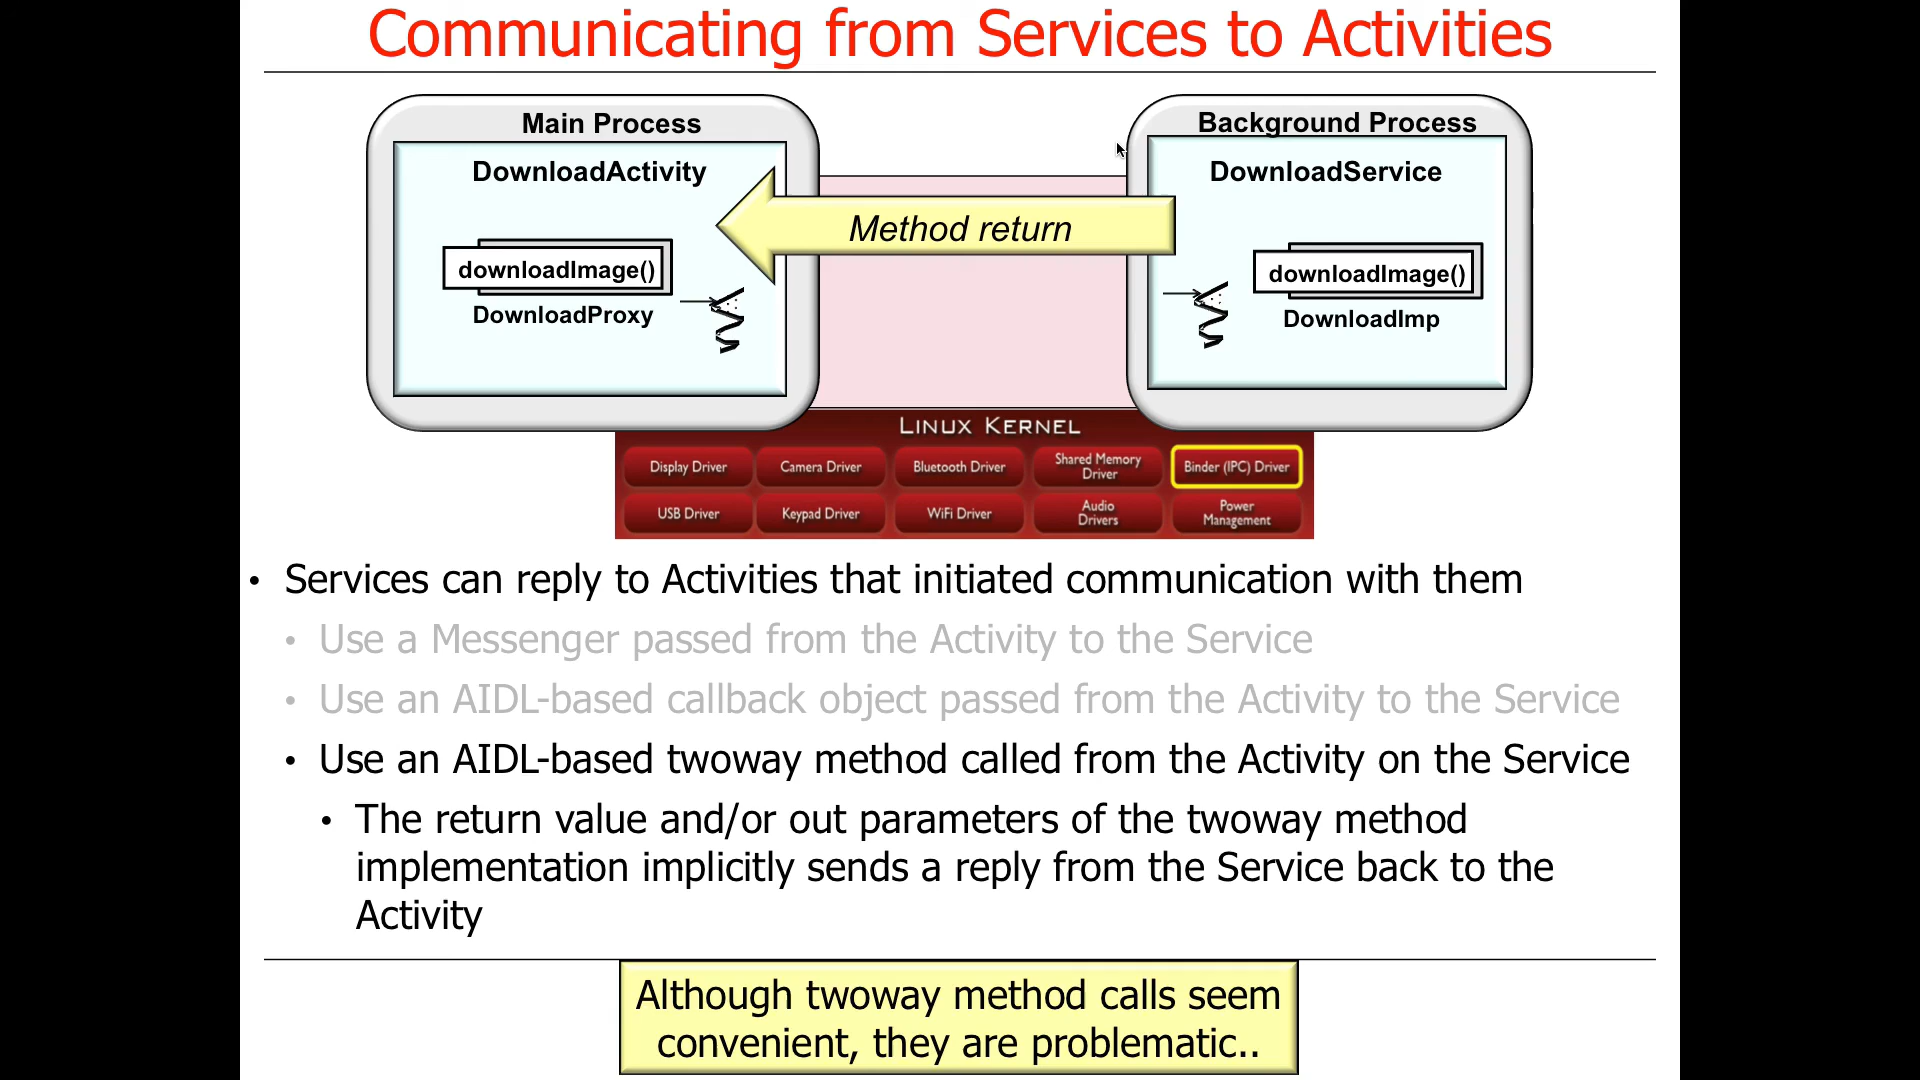 Communicating from Services to Activities
Main Process
Background Process
DownloadActivity
DownloadService
Method return
downloadImage()
downloadImage()
DownloadProxy
DownloadImp
LINUX KERNEL
Display Driver
Camera Driver
Bluetooth Driver
Shared Memory
Driver
Binder (IPC) Driver
USB Driver
Keypad Driver
WiFi Driver
Audio
Drivers
Power
Management
• Services can reply to Activities that initiated communication with them
• Use a Messenger passed from the Activity to the Service
• Use an AIDL-based callback object passed from the Activity to the Service
• Use an AIDL-based twoway method called from the Activity on the Service
• The return value and/or out parameters of the twoway method
implementation implicitly sends a reply from the Service back to the
Activity
Although twoway method calls seem
convenient, they are problematic..